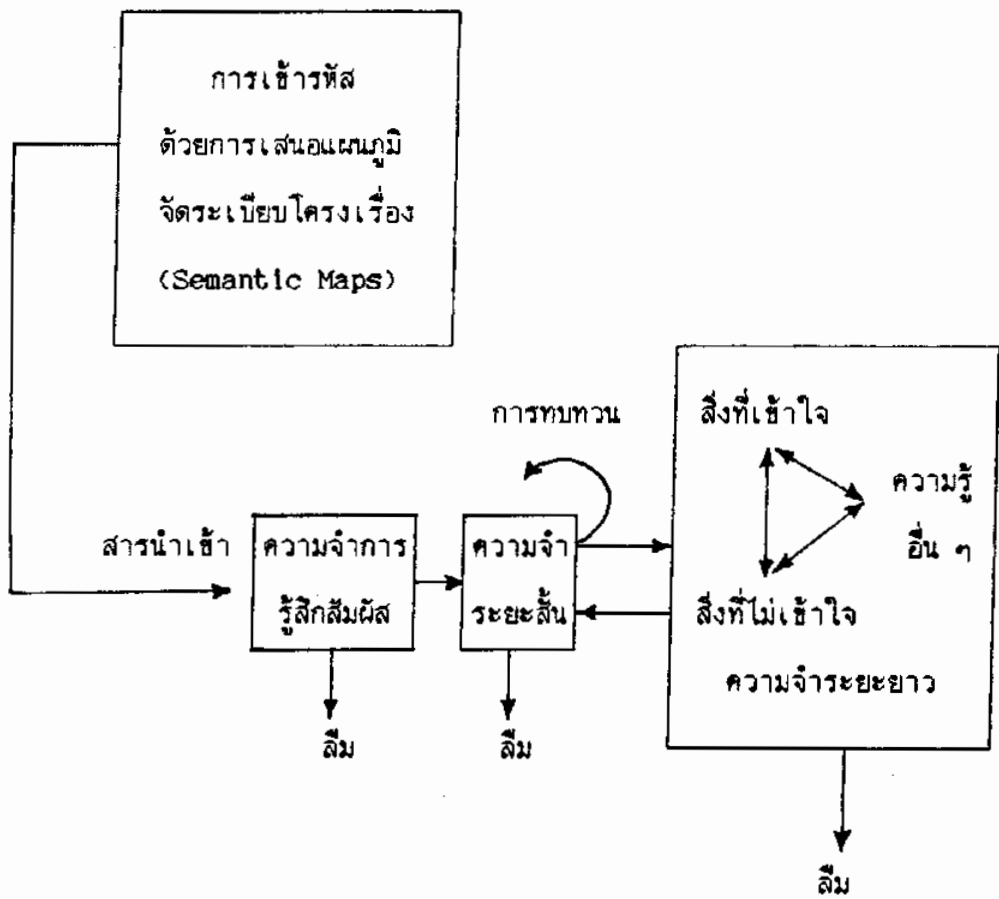 การเข้ารหัส
ด้วยการเสนอแผนภูมิ
จัดระเบียบโครงเรื่อง
(Semantic Maps)
การทบทวน
สิ่งที่เข้าใจ
ความรู้
อื่น ๆ
สารนำเข้า
ความจำการ
รู้สึกสัมผัส
ความจำ
ระยะสั้น
สิ่งที่ไม่เข้าใจ
ความจำระยะยาว
ลืม
ลืม
ลืม